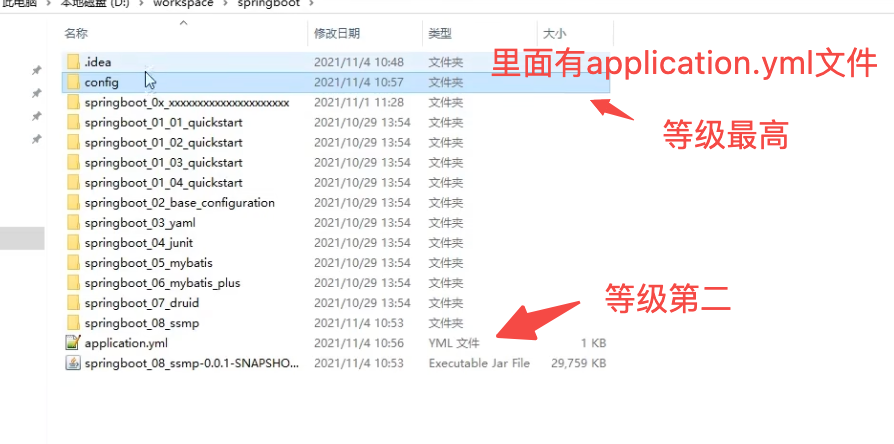 此电脑 > 本地磁盘 (D:) > workspace > springboot >
名称 修改日期 类型 大小
.idea 2021/11/4 10:48 文件夹
里面有application.yml文件
config 2021/11/4 10:57 文件夹
springboot_0x_xxxxxxxxxxxxxxxxxxxxx 2021/11/1 11:28 文件夹
等级最高
springboot_01_01_quickstart 2021/10/29 13:54 文件夹
springboot_01_02_quickstart 2021/10/29 13:54 文件夹
springboot_01_03_quickstart 2021/10/29 13:54 文件夹
springboot_01_04_quickstart 2021/10/29 13:54 文件夹
springboot_02_base_configuration 2021/10/29 13:54 文件夹
springboot_03_yaml 2021/10/29 13:54 文件夹
springboot_04_junit 2021/10/29 13:54 文件夹
springboot_05_mybatis 2021/10/29 13:54 文件夹
springboot_06_mybatis_plus 2021/10/29 13:54 文件夹
springboot_07_druid 2021/10/29 13:54 文件夹
等级第二
springboot_08_ssmp 2021/11/4 10:53 文件夹
application.yml 2021/11/4 10:56 YML 文件 1 KB
springboot_08_ssmp-0.0.1-SNAPSHO... 2021/11/4 10:53 Executable Jar File 29,759 KB